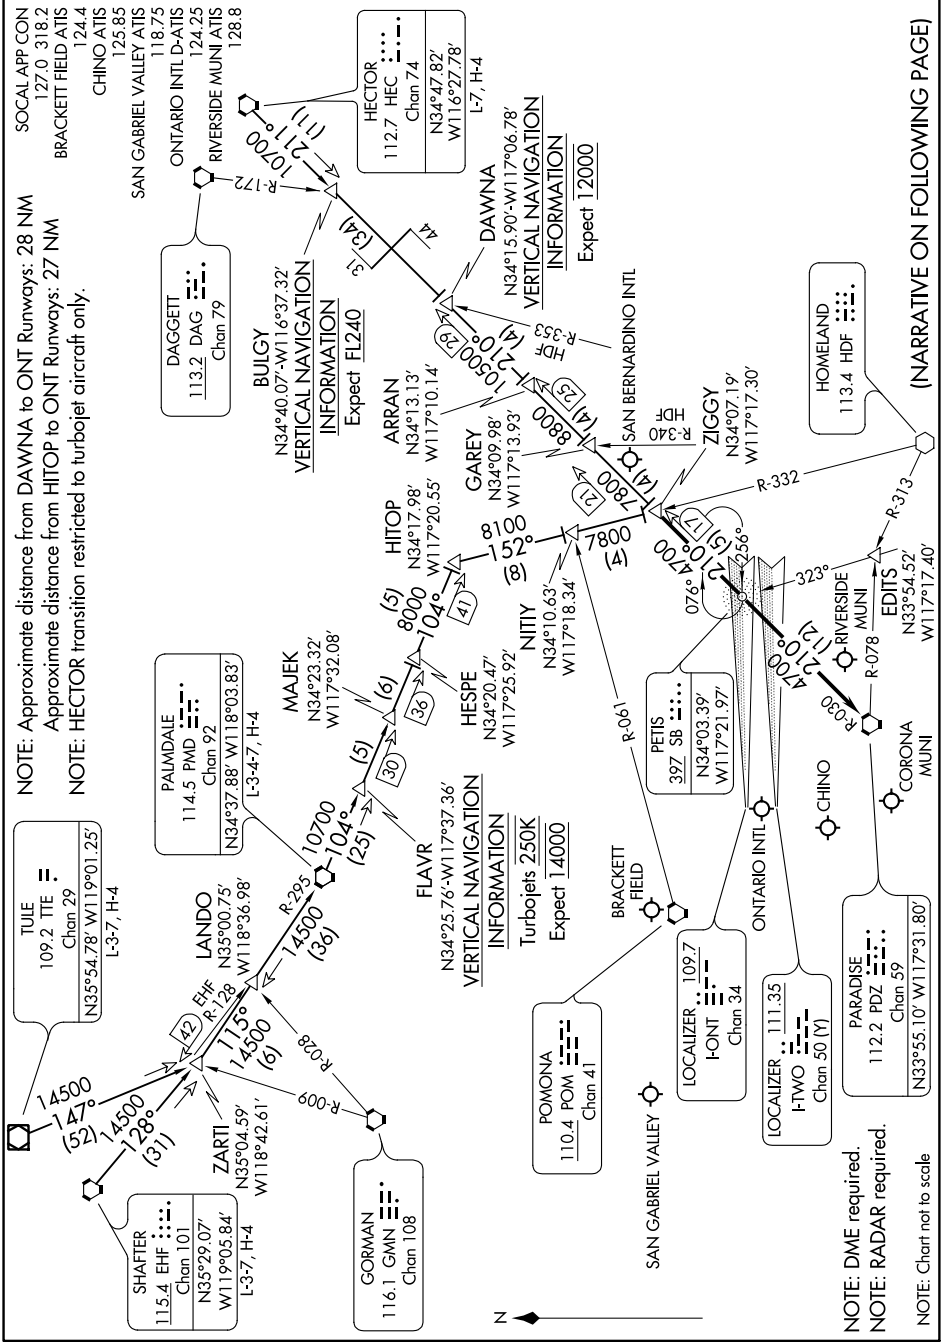 SOCAL APP CON
127.0 318.2
BRACKETT FIELD ATIS
124.4
CHINO ATIS
125.85
SAN GABRIEL VALLEY ATIS
118.75
ONTARIO INTL D-ATIS
124.25
RIVERSIDE MUNI ATIS
128.8
NOTE: Approximate distance from DAWNA to ONT Runways: 28 NM
Approximate distance from HITOP to ONT Runways: 27 NM
NOTE: HECTOR transition restricted to turbojet aircraft only.
TULE
109.2 TTE
Chan 29
N35°54.78' W119°01.25'
L-3-7, H-4
14500
147°
(52)
SHAFTER
115.4 EHF
Chan 101
N35°29.07'
W119°05.84'
L-3-7, H-4
14500
128°
(31)
ZARTI
N35°04.59'
W118°42.61'
42
EHF
R-128
115°
14500
(6)
R-009
R-028
GORMAN
116.1 GMN
Chan 108
LANDO
N35°00.75'
W118°36.98'
R-295
14500
(36)
PALMDALE
114.5 PMD
Chan 92
N34°37.88' W118°03.83'
L-3-4-7, H-4
10700
104°
(25)
FLAVR
N34°25.76'-W117°37.36'
VERTICAL NAVIGATION
INFORMATION
Turbojets 250K
Expect 14000
(5)
30
MAJEK
N34°23.32'
W117°32.08'
(6)
36
HESPE
N34°20.47'
W117°25.92'
(5)
8000
104°
41
HITOP
N34°17.98'
W117°20.55'
8100
152°
(8)
NITIY
N34°10.63'
W117°18.34'
7800
(4)
R-061
HECTOR
112.7 HEC
Chan 74
N34°47.82'
W116°27.78'
L-7, H-4
10700
211°
(11)
R-172
DAGGETT
113.2 DAG
Chan 79
BULGY
N34°40.07'-W116°37.32'
VERTICAL NAVIGATION
INFORMATION
Expect FL240
(34)
31
44
DAWNA
N34°15.90'-W117°06.78'
VERTICAL NAVIGATION
INFORMATION
Expect 12000
29
10500
210°
(4)
HDF
R-353
ARRAN
N34°13.13'
W117°10.14'
25
8800
(4)
GAREY
N34°09.98'
W117°13.93'
SAN BERNARDINO INTL
R-340
HDF
21
7800
(4)
ZIGGY
N34°07.19'
W117°17.30'
17
4700
210°
(5)
256°
076°
R-332
HOMELAND
113.4 HDF
R-313
323°
EDITS
N33°54.52'
W117°17.40'
R-078
RIVERSIDE
MUNI
PETIS
397 SB
N34°03.39'
W117°21.97'
4700
210°
(12)
R-030
CORONA
MUNI
CHINO
ONTARIO INTL
BRACKETT
FIELD
POMONA
110.4 POM
Chan 41
SAN GABRIEL VALLEY
LOCALIZER 109.7
I-ONT
Chan 34
LOCALIZER 111.35
I-TWO
Chan 50 (Y)
PARADISE
112.2 PDZ
Chan 59
N33°55.10' W117°31.80'
N
NOTE: DME required.
NOTE: RADAR required.
NOTE: Chart not to scale
(NARRATIVE ON FOLLOWING PAGE)